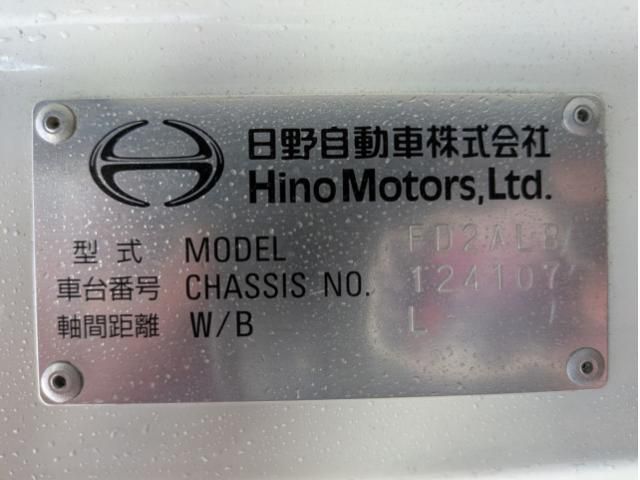 日野自動車株式会社
Hino Motors, Ltd.
型式 MODEL FD2ALB
車台番号 CHASSIS NO. 124107
軸間距離 W/B L